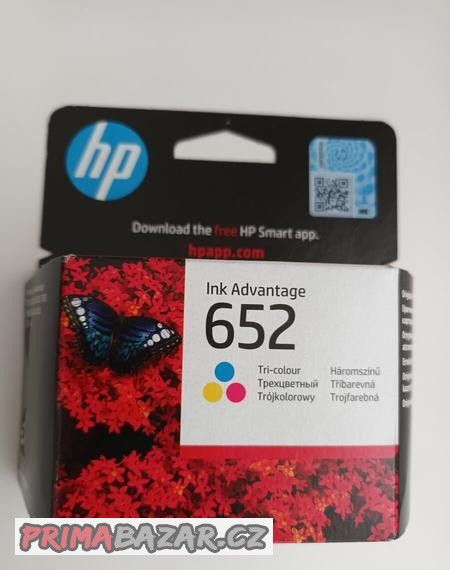 hp
Download the free HP Smart app.
hpapp.com
Ink Advantage
652
Tri-colour Háromszínű
Трехцветный Tříbarevná
Trójkolorowy Trojfarebná
PRIMABAZAR.CZ